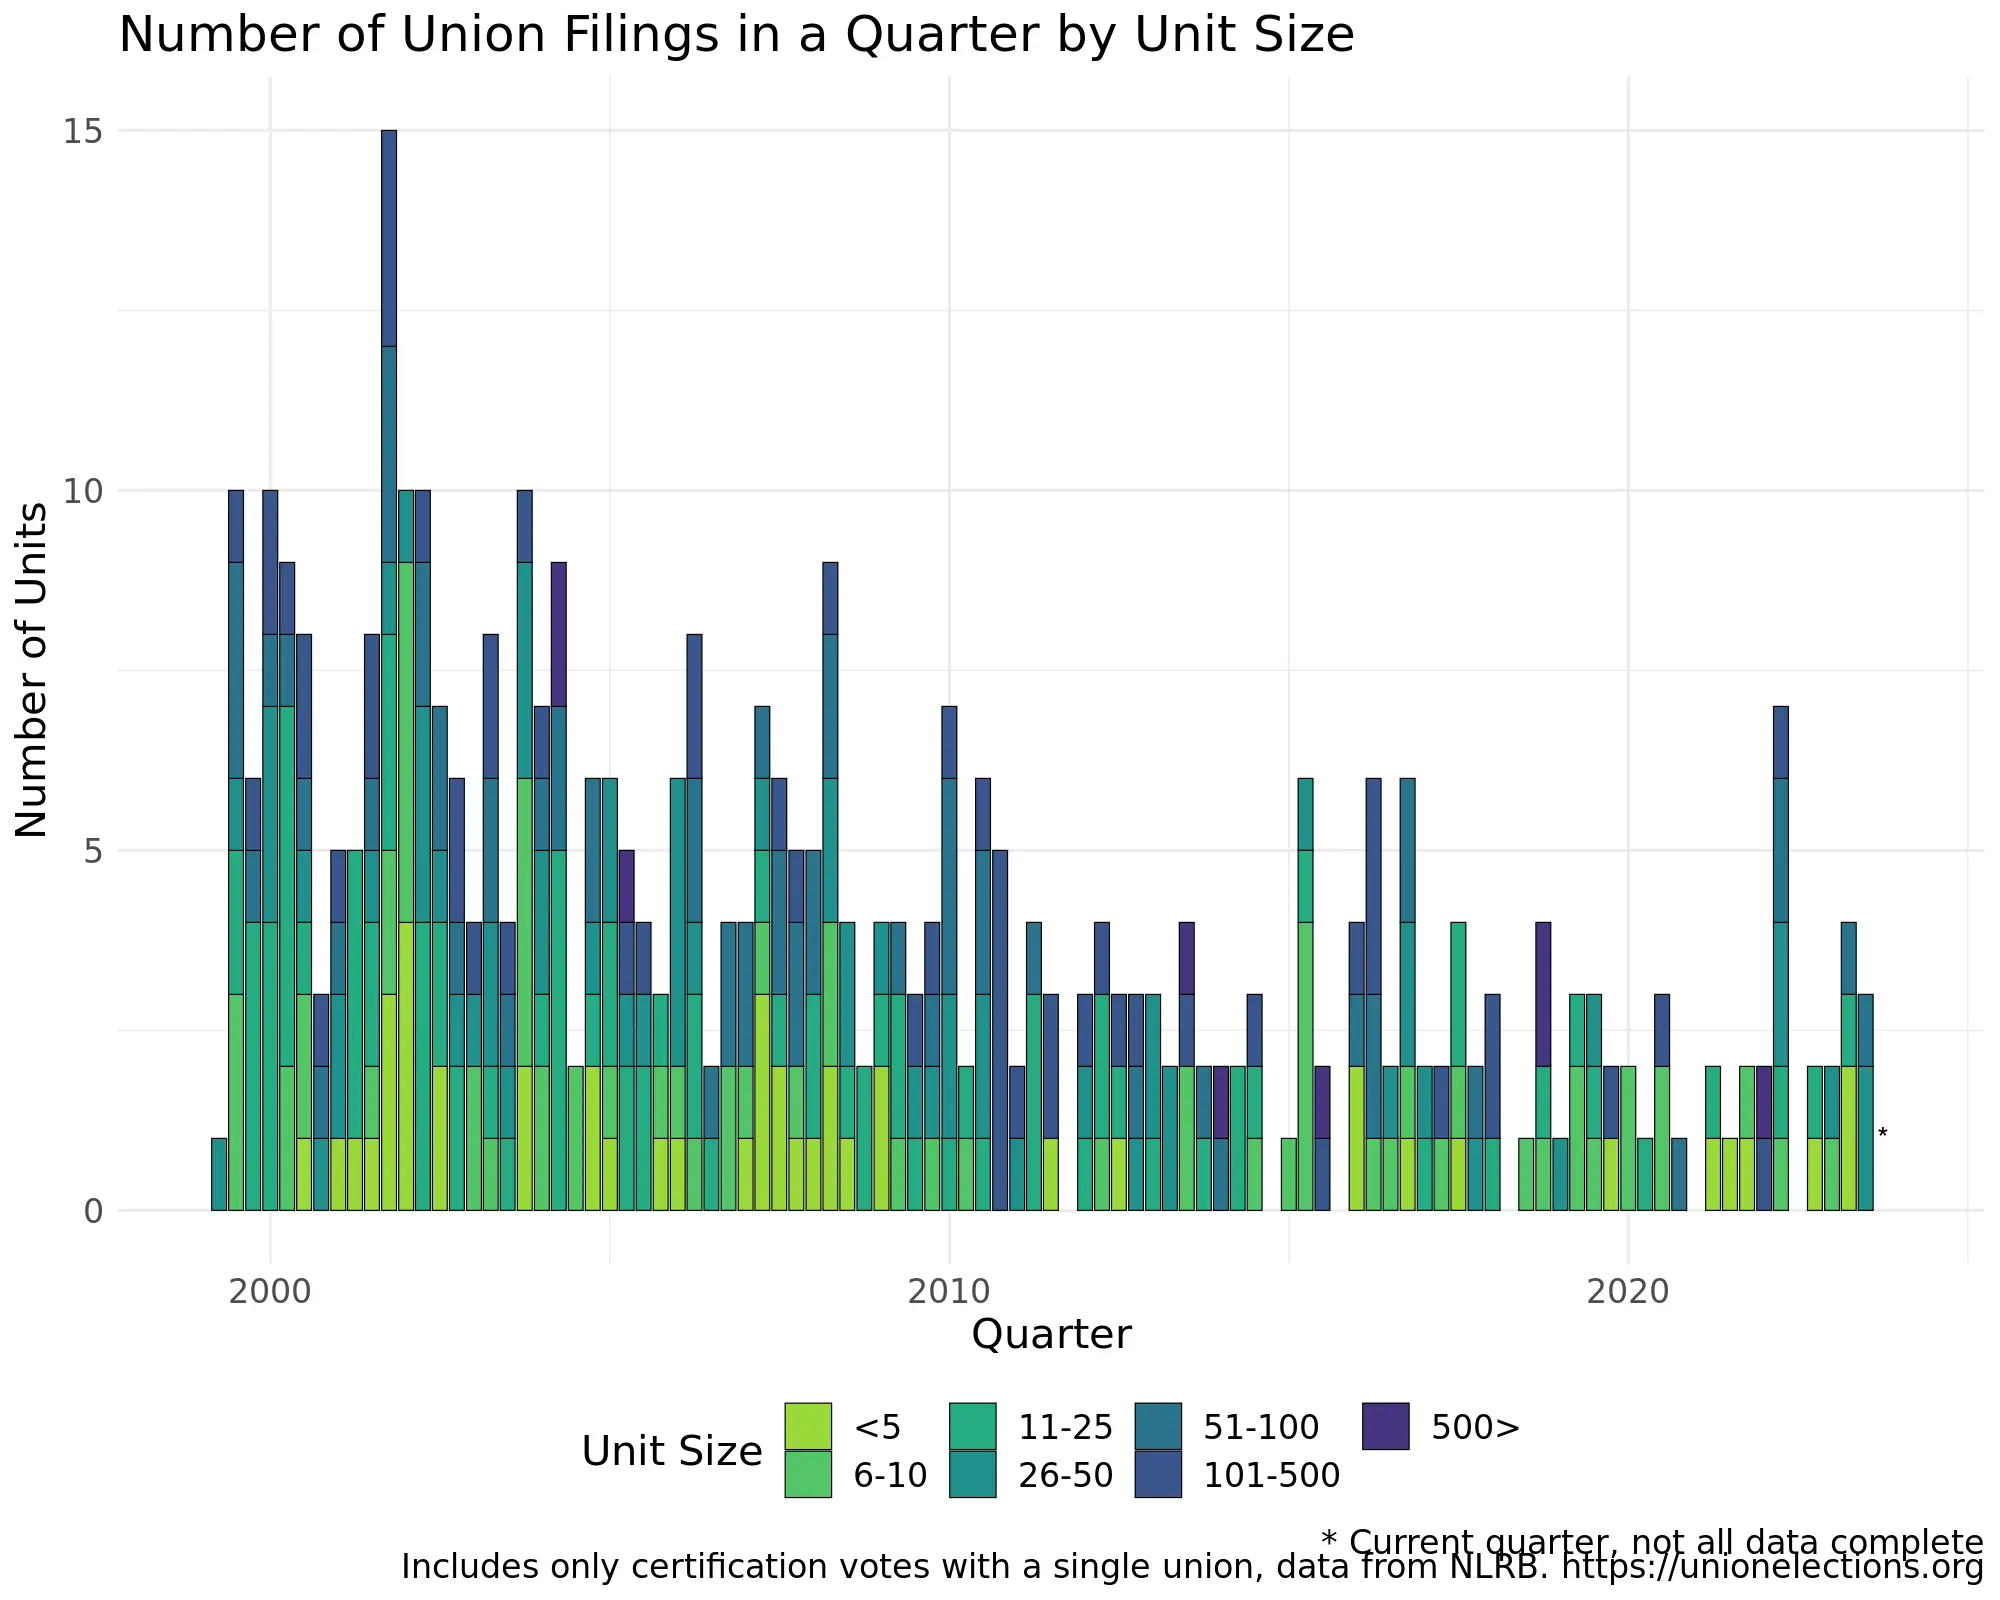 Number of Union Filings in a Quarter by Unit Size
15
10
5
0
Number of Units
2000 2010 2020
*
Quarter
Unit Size
<5 11-25 51-100 500>
6-10 26-50 101-500
* Current quarter, not all data complete
Includes only certification votes with a single union, data from NLRB. https://unionelections.org